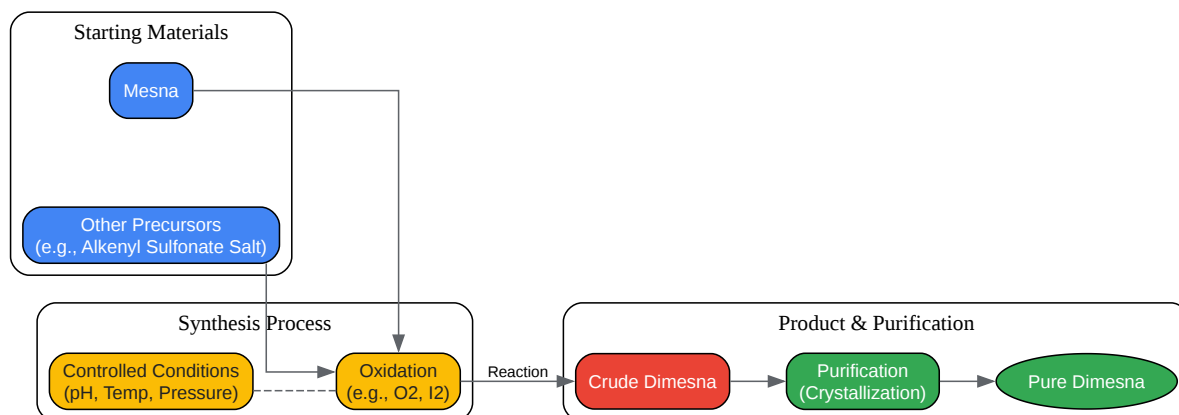 Starting Materials
Mesna
Other Precursors
(e.g., Alkenyl Sulfonate Salt)
Synthesis Process
Controlled Conditions
(pH, Temp, Pressure)
Oxidation
(e.g., O2, I2)
Reaction
Product & Purification
Crude Dimesna
Purification
(Crystallization)
Pure Dimesna